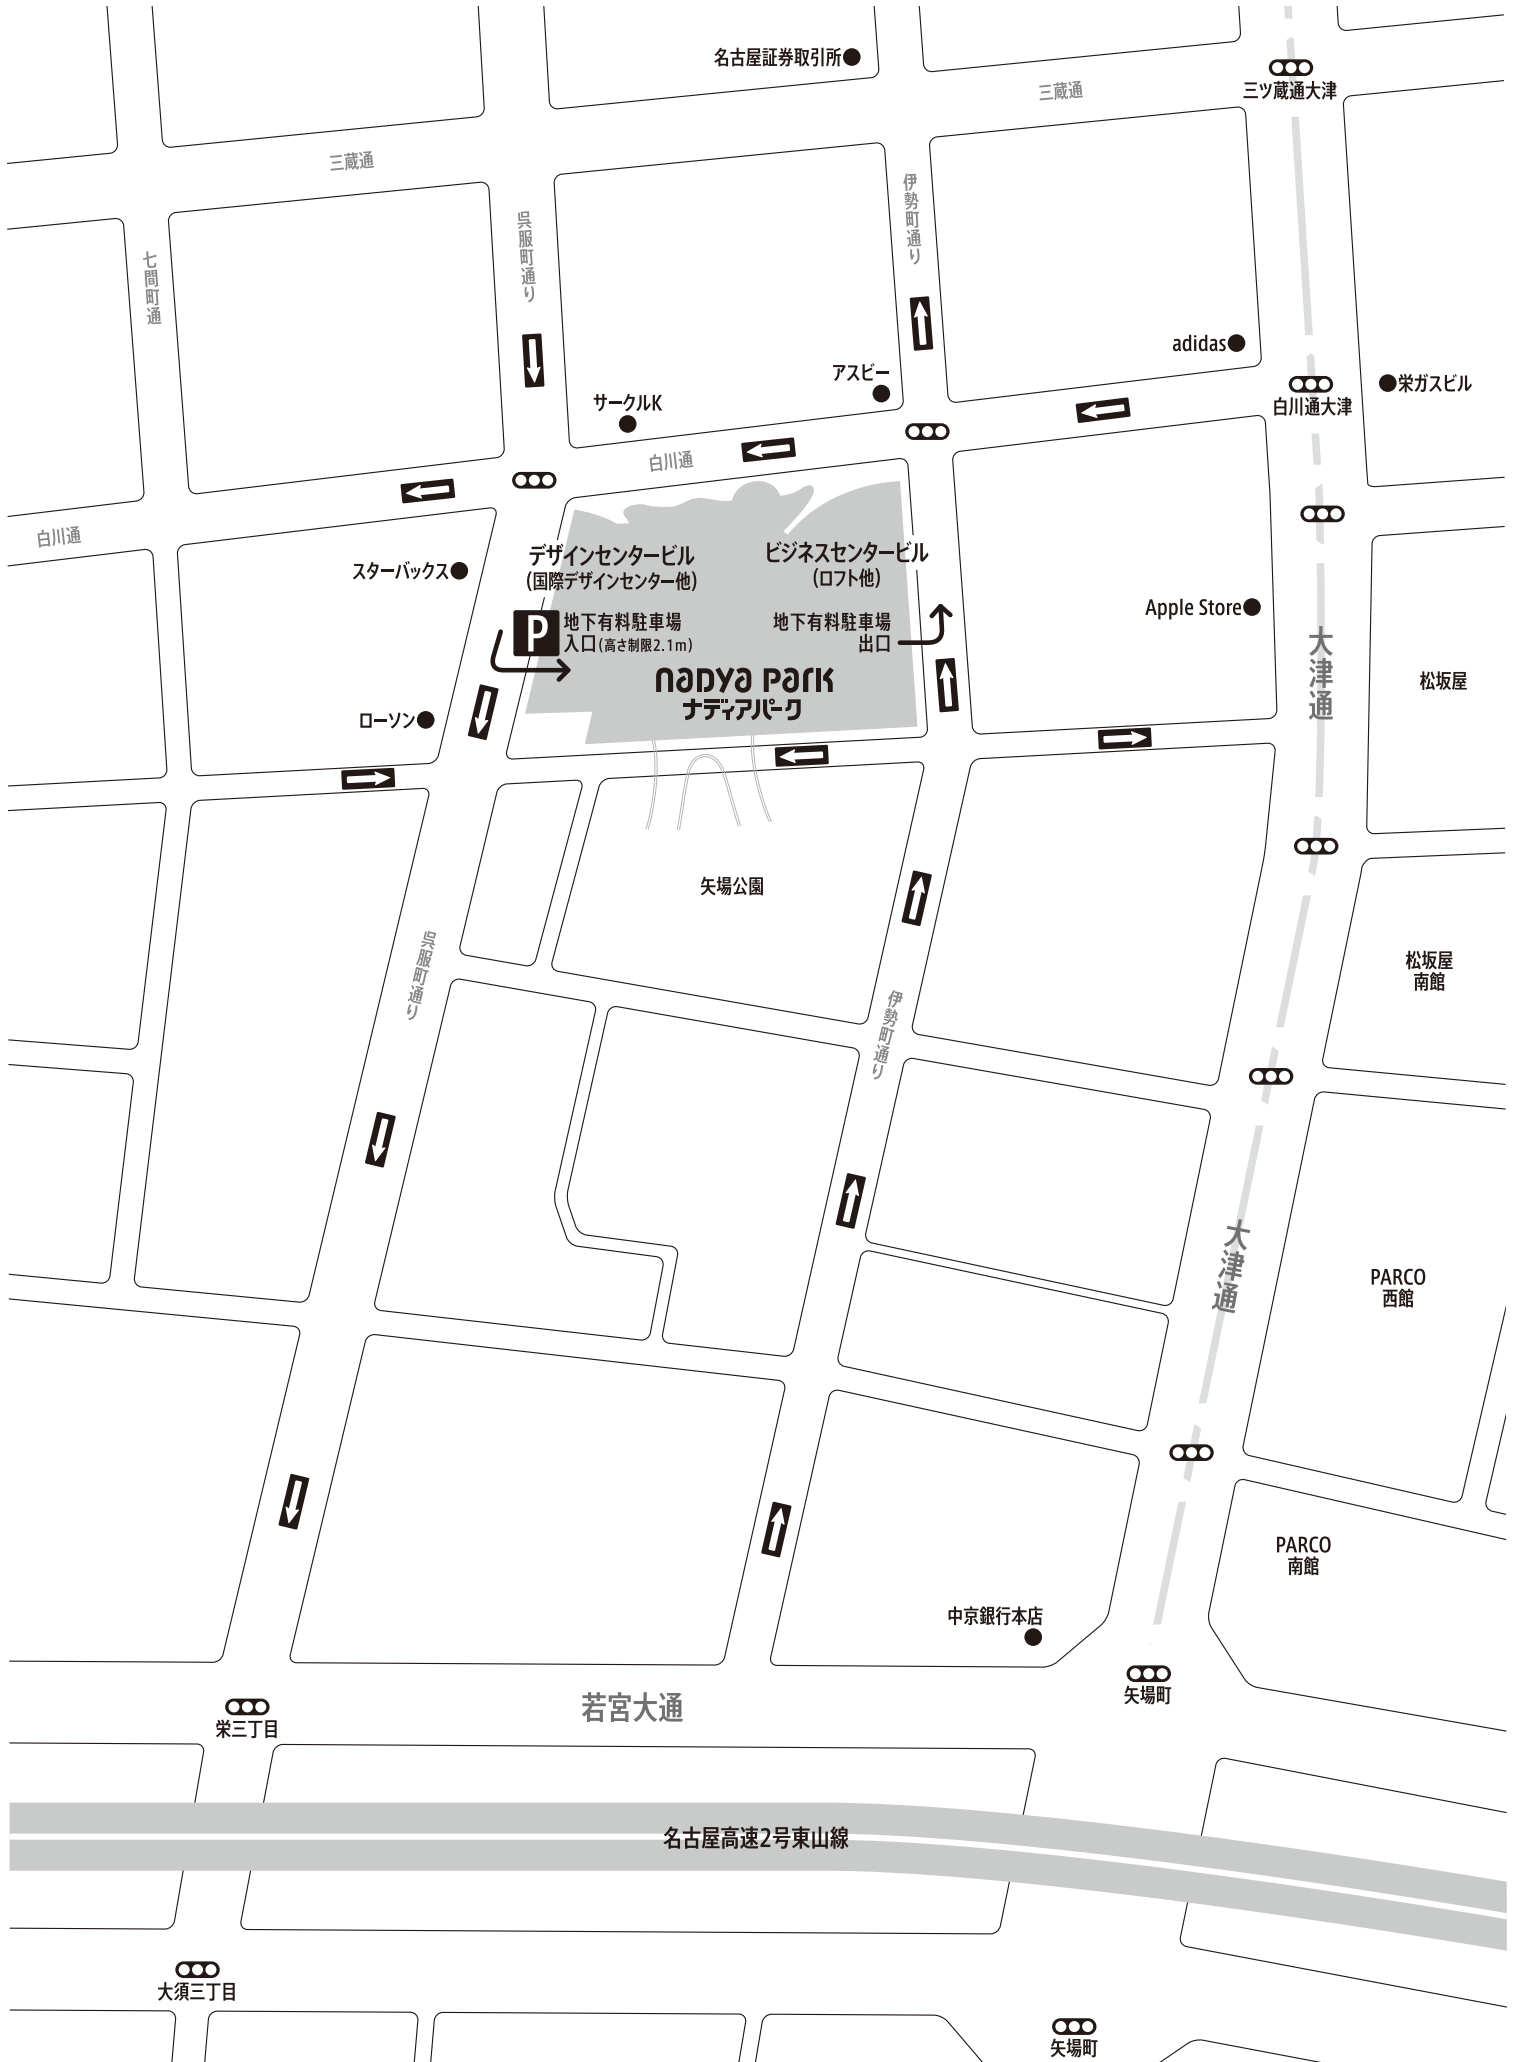 名古屋証券取引所
三ツ蔵通大津
三蔵通
三蔵通
伊勢町通り
呉服町通り
七間町通
adidas
アスビー
栄ガスビル
サークルK
白川通大津
白川通
白川通
デザインセンタービル
(国際デザインセンター他)
ビジネスセンタービル
(ロフト他)
スターバックス
Apple Store
P
地下有料駐車場
入口(高さ制限2.1m)
地下有料駐車場
出口
大津通
松坂屋
NADYA PARK
ナディアパーク
ローソン
矢場公園
呉服町通り
松坂屋
南館
伊勢町通り
大津通
PARCO
西館
PARCO
南館
中京銀行本店
矢場町
若宮大通
栄三丁目
名古屋高速2号東山線
大須三丁目
矢場町